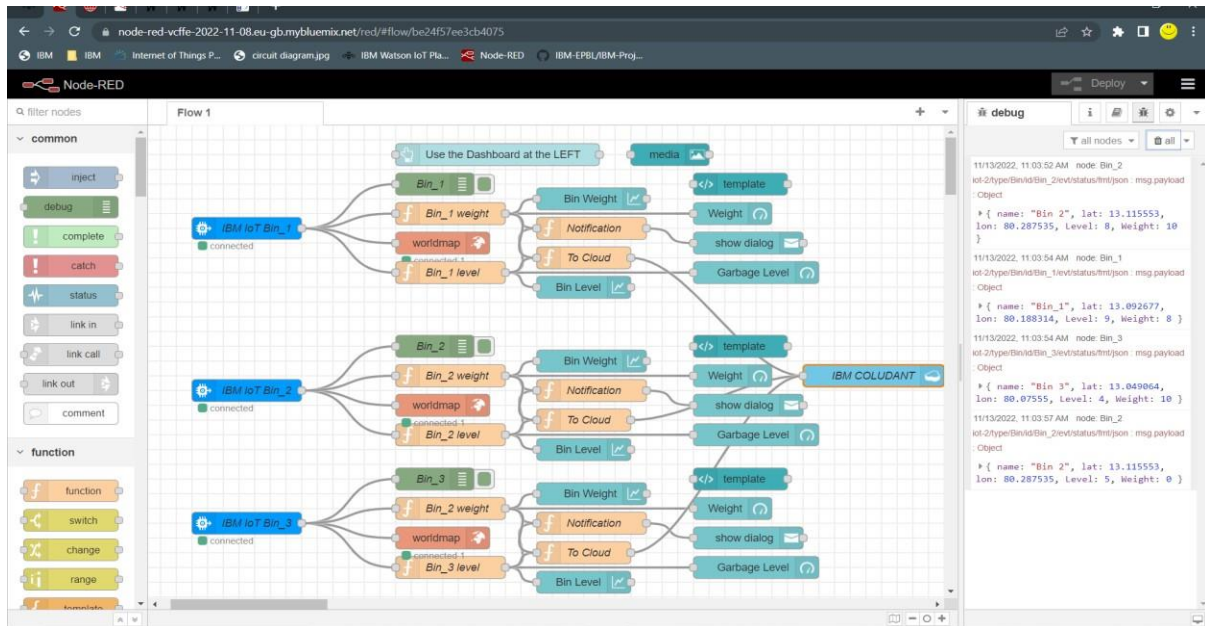 node-red-vcffe-2022-11-08.eu-gb.mybluemix.net/red/#flow/be24f57ee3cb4075
IBM IBM Internet of Things P... circuit diagram.jpg IBM Watson IoT Pla... Node-RED IBM-EPBL/IBM-Proj...
Node-RED
Deploy
filter nodes
common
inject
debug
complete
catch
status
link in
link call
link out
comment
function
function
switch
change
range
template
Flow 1
Use the Dashboard at the LEFT
media
Bin_1
Bin Weight
template
Bin_1 weight
Weight
IBM IoT Bin_1
Notification
connected
worldmap
show dialog
connected 1
To Cloud
Bin_1 level
Garbage Level
Bin Level
Bin_2
template
Bin Weight
Bin_2 weight
Weight
IBM COLUDANT
IBM IoT Bin_2
Notification
connected
worldmap
show dialog
connected 1
To Cloud
Bin_2 level
Garbage Level
Bin Level
Bin_3
template
Bin Weight
Bin_2 weight
Weight
IBM IoT Bin_3
Notification
connected
worldmap
show dialog
connected 1
To Cloud
Bin_3 level
Garbage Level
Bin Level
debug
all nodes
all
11/13/2022, 11:03:52 AM node: Bin_2
iot-2/type/Bin/id/Bin_2/evt/status/fmt/json : msg.payload
: Object
{ name: "Bin 2", lat: 13.115553,
lon: 80.287535, Level: 8, Weight: 10
}
11/13/2022, 11:03:54 AM node: Bin_1
iot-2/type/Bin/id/Bin_1/evt/status/fmt/json : msg.payload
: Object
{ name: "Bin_1", lat: 13.092677,
lon: 80.188314, Level: 9, Weight: 8 }
11/13/2022, 11:03:54 AM node: Bin_3
iot-2/type/Bin/id/Bin_3/evt/status/fmt/json : msg.payload
: Object
{ name: "Bin 3", lat: 13.049064,
lon: 80.07555, Level: 4, Weight: 10 }
11/13/2022, 11:03:57 AM node: Bin_2
iot-2/type/Bin/id/Bin_2/evt/status/fmt/json : msg.payload
: Object
{ name: "Bin 2", lat: 13.115553,
lon: 80.287535, Level: 5, Weight: 0 }